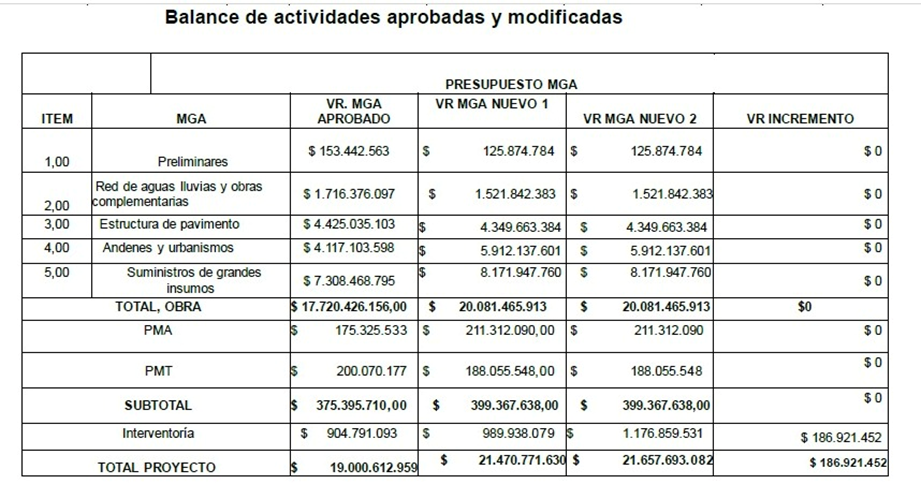 Balance de actividades aprobadas y modificadas
PRESUPUESTO MGA
ITEM MGA VR. MGA APROBADO VR MGA NUEVO 1 VR MGA NUEVO 2 VR INCREMENTO
1,00 Preliminares $ 153.442.563 $ 125.874.784 $ 125.874.784 $ 0
2,00 Red de aguas lluvias y obras complementarias $ 1.716.376.097 $ 1.521.842.383 $ 1.521.842.383 $ 0
3,00 Estructura de pavimento $ 4.425.035.103 $ 4.349.663.384 $ 4.349.663.384 $ 0
4,00 Andenes y urbanismos $ 4.117.103.598 $ 5.912.137.601 $ 5.912.137.601 $ 0
5,00 Suministros de grandes insumos $ 7.308.468.795 $ 8.171.947.760 $ 8.171.947.760 $ 0
TOTAL, OBRA $ 17.720.426.156,00 $ 20.081.465.913 $ 20.081.465.913 $0
PMA $ 175.325.533 $ 211.312.090,00 $ 211.312.090 $ 0
PMT $ 200.070.177 $ 188.055.548,00 $ 188.055.548 $ 0
SUBTOTAL $ 375.395.710,00 $ 399.367.638,00 $ 399.367.638,00 $ 0
Interventoría $ 904.791.093 $ 989.938.079 $ 1.176.859.531 $ 186.921.452
TOTAL PROYECTO $ 19.000.612.959 $ 21.470.771.630 $ 21.657.693.082 $ 186.921.452